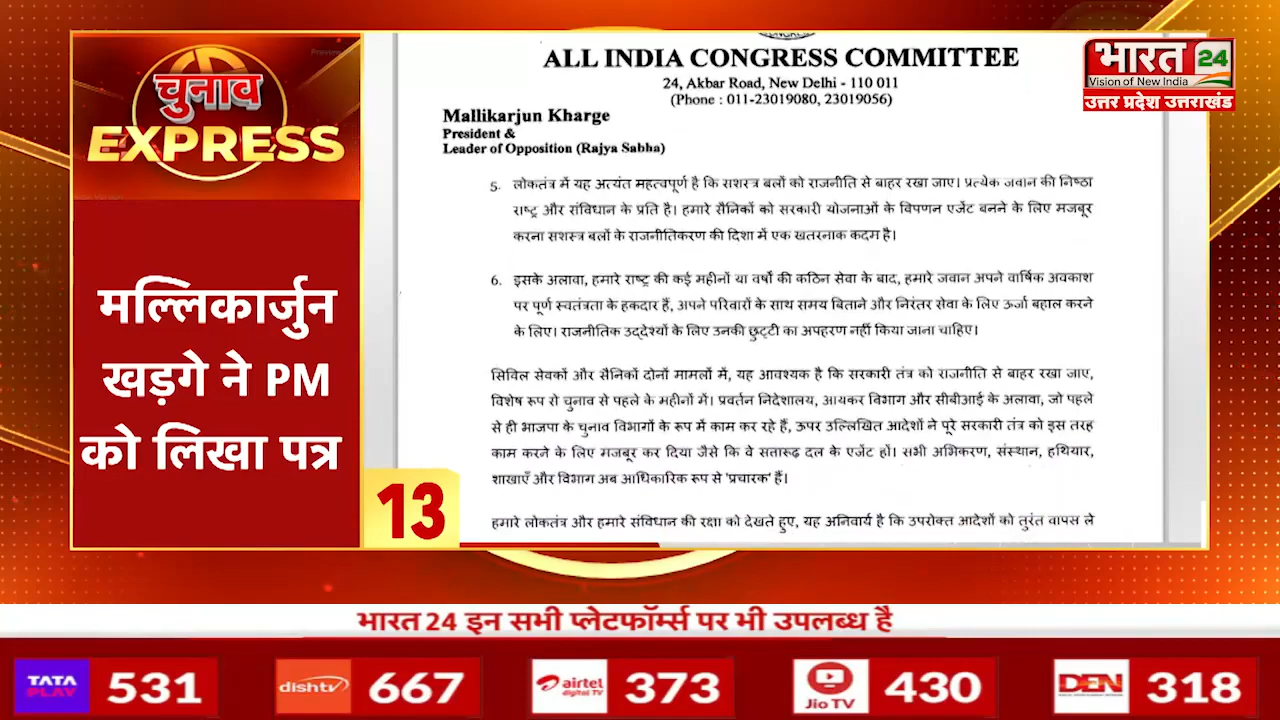 चुनाव
EXPRESS
मल्लिकार्जुन
खड़गे ने PM
को लिखा पत्र
13
ALL INDIA CONGRESS COMMITTEE
24, Akbar Road, New Delhi - 110 011
(Phone : 011-23019080, 23019056)
Mallikarjun Kharge
President &
Leader of Opposition (Rajya Sabha)
5. लोकतंत्र में यह अत्यंत महत्वपूर्ण है कि सशस्त्र बलों को राजनीति से बाहर रखा जाए। प्रत्येक जवान की निष्ठा
राष्ट्र और संविधान के प्रति है। हमारे सैनिकों को सरकारी योजनाओं के विपणन एजेंट बनने के लिए मजबूर
करना सशस्त्र बलों के राजनीतिकरण की दिशा में एक खतरनाक कदम है।
6. इसके अलावा, हमारे राष्ट्र की कई महीनों या वर्षो की कठिन सेवा के बाद, हमारे जवान अपने वार्षिक अवकाश
पर पूर्ण स्वतंत्रता के हकदार हैं, अपने परिवारों के साथ समय बिताने और निरंतर सेवा के लिए ऊर्जा बहाल करने
के लिए। राजनीतिक उद्देश्यों के लिए उनकी छुट्टी का अपहरण नहीं किया जाना चाहिए।
सिविल सेवकों और सैनिकों दोनों मामलों में, यह आवश्यक है कि सरकारी तंत्र को राजनीति से बाहर रखा जाए,
विशेष रूप से चुनाव से पहले के महीनों में। प्रवर्तन निदेशालय, आयकर विभाग और सीबीआई के अलावा, जो पहले
से ही भाजपा के चुनाव विभागों के रूप में काम कर रहे हैं, ऊपर उल्लिखित आदेशों ने पूरे सरकारी तंत्र को इस तरह
काम करने के लिए मजबूर कर दिया जैसे कि वे सतारूढ़ दल के एजेंट हों। सभी अभिकरण, संस्थान, हथियार,
शाखाएँ और विभाग अब आधिकारिक रूप से 'प्रचारक' हैं।
हमारे लोकतंत्र और हमारे संविधान की रक्षा को देखते हुए, यह अनिवार्य है कि उपरोक्त आदेशों को तुरंत वापस ले
भारत 24
Vision of New India
उत्तर प्रदेश उत्तराखंड
भारत 24 इन सभी प्लेटफॉर्म्स पर भी उपलब्ध है
TATA PLAY 531
dishtv 667
airtel digital TV 373
JioTV 430
DEN 318